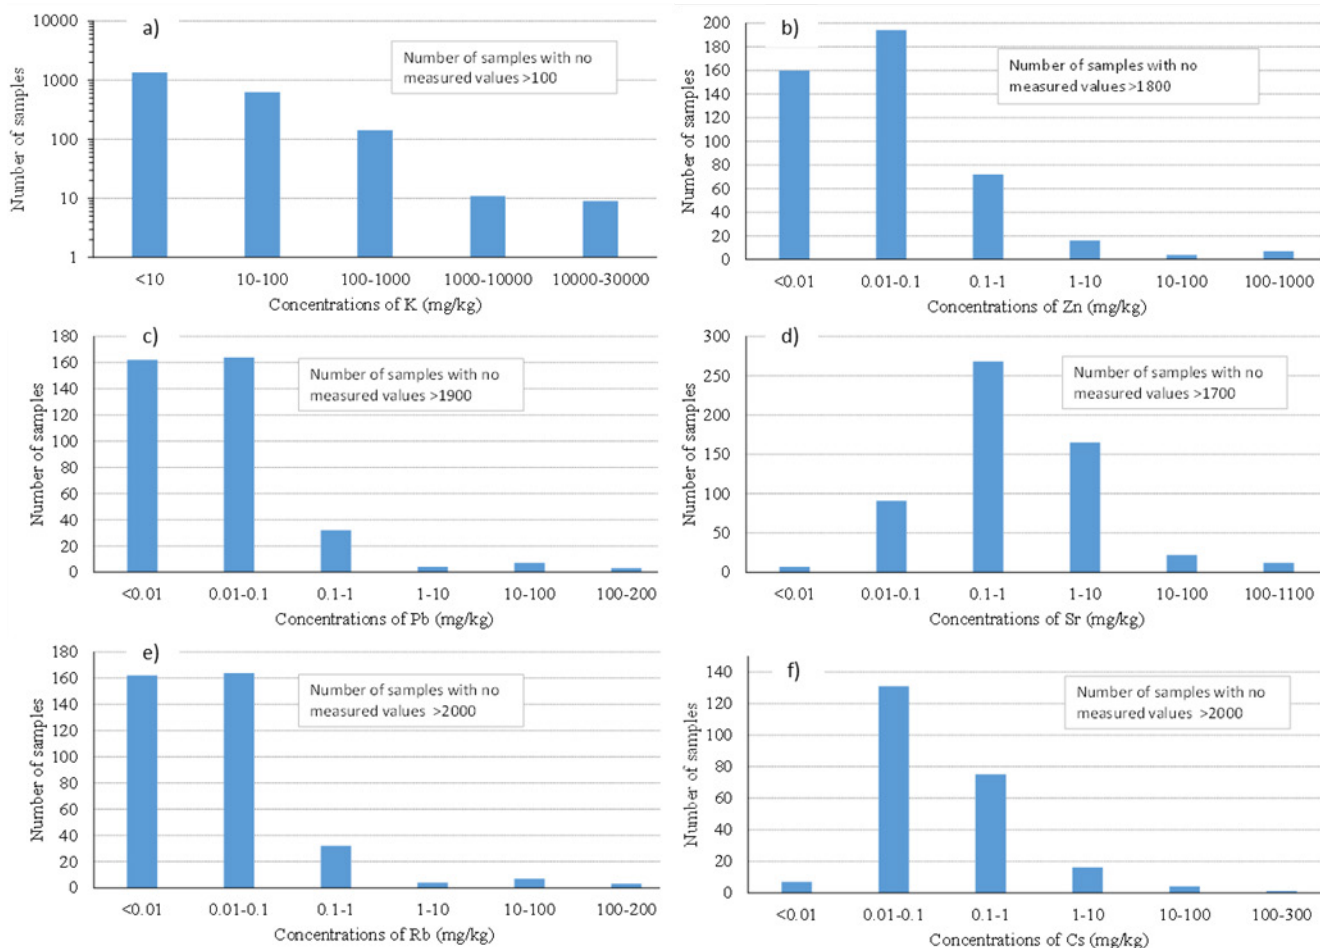 a)
Number of samples with no
measured values >100
10000
1000
100
10
1
Number of samples
<10 10-100 100-1000 1000-10000 10000-30000
Concentrations of K (mg/kg)
b)
Number of samples with no
measured values >1800
200
180
160
140
120
100
80
60
40
20
0
Number of samples
<0.01 0.01-0.1 0.1-1 1-10 10-100 100-1000
Concentrations of Zn (mg/kg)
c)
Number of samples with no
measured values >1900
180
160
140
120
100
80
60
40
20
0
Number of samples
<0.01 0.01-0.1 0.1-1 1-10 10-100 100-200
Concentrations of Pb (mg/kg)
d)
Number of samples with no
measured values >1700
300
250
200
150
100
50
0
Number of samples
<0.01 0.01-0.1 0.1-1 1-10 10-100 100-1100
Concentrations of Sr (mg/kg)
e)
Number of samples with no
measured values >2000
180
160
140
120
100
80
60
40
20
0
Number of samples
<0.01 0.01-0.1 0.1-1 1-10 10-100 100-200
Concentrations of Rb (mg/kg)
f)
Number of samples with no
measured values >2000
140
120
100
80
60
40
20
0
Number of samples
<0.01 0.01-0.1 0.1-1 1-10 10-100 100-300
Concentrations of Cs (mg/kg)